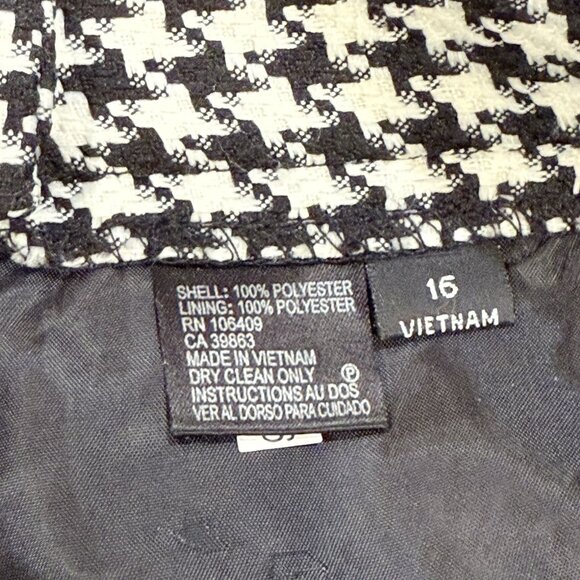 SHELL: 100% POLYESTER
LINING: 100% POLYESTER
RN 106409
CA 39863
MADE IN VIETNAM
DRY CLEAN ONLY Ⓟ
INSTRUCTIONS AU DOS
VER AL DORSO PARA CUIDADO
16
VIETNAM